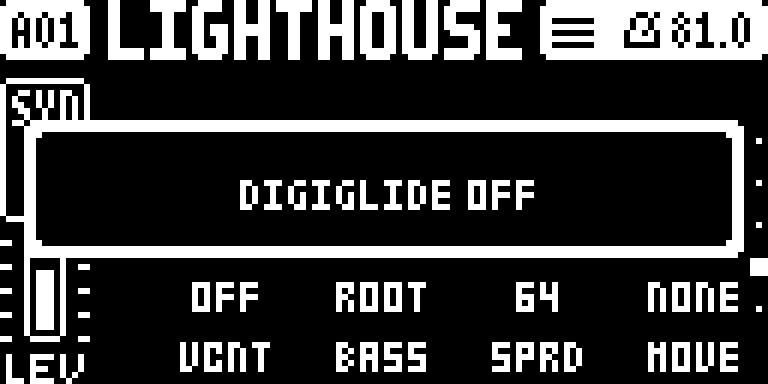 A01 LIGHTHOUSE 81.0
SYN
DIGIGLIDE OFF
OFF ROOT 64 NONE
LEV VCNT BASS SPRD MOVE